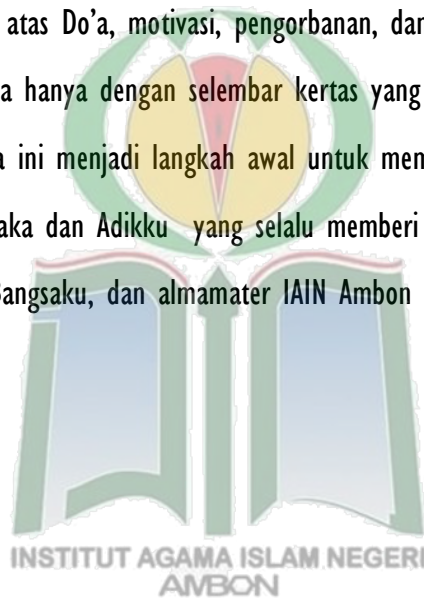 atas Do’a, motivasi, pengorbanan, dan
a hanya dengan selembar kertas yang
a ini menjadi langkah awal untuk mem
aka dan Adikku yang selalu memberi
Bangsaku, dan almamater IAIN Ambon
INSTITUT AGAMA ISLAM NEGERI
AMBON